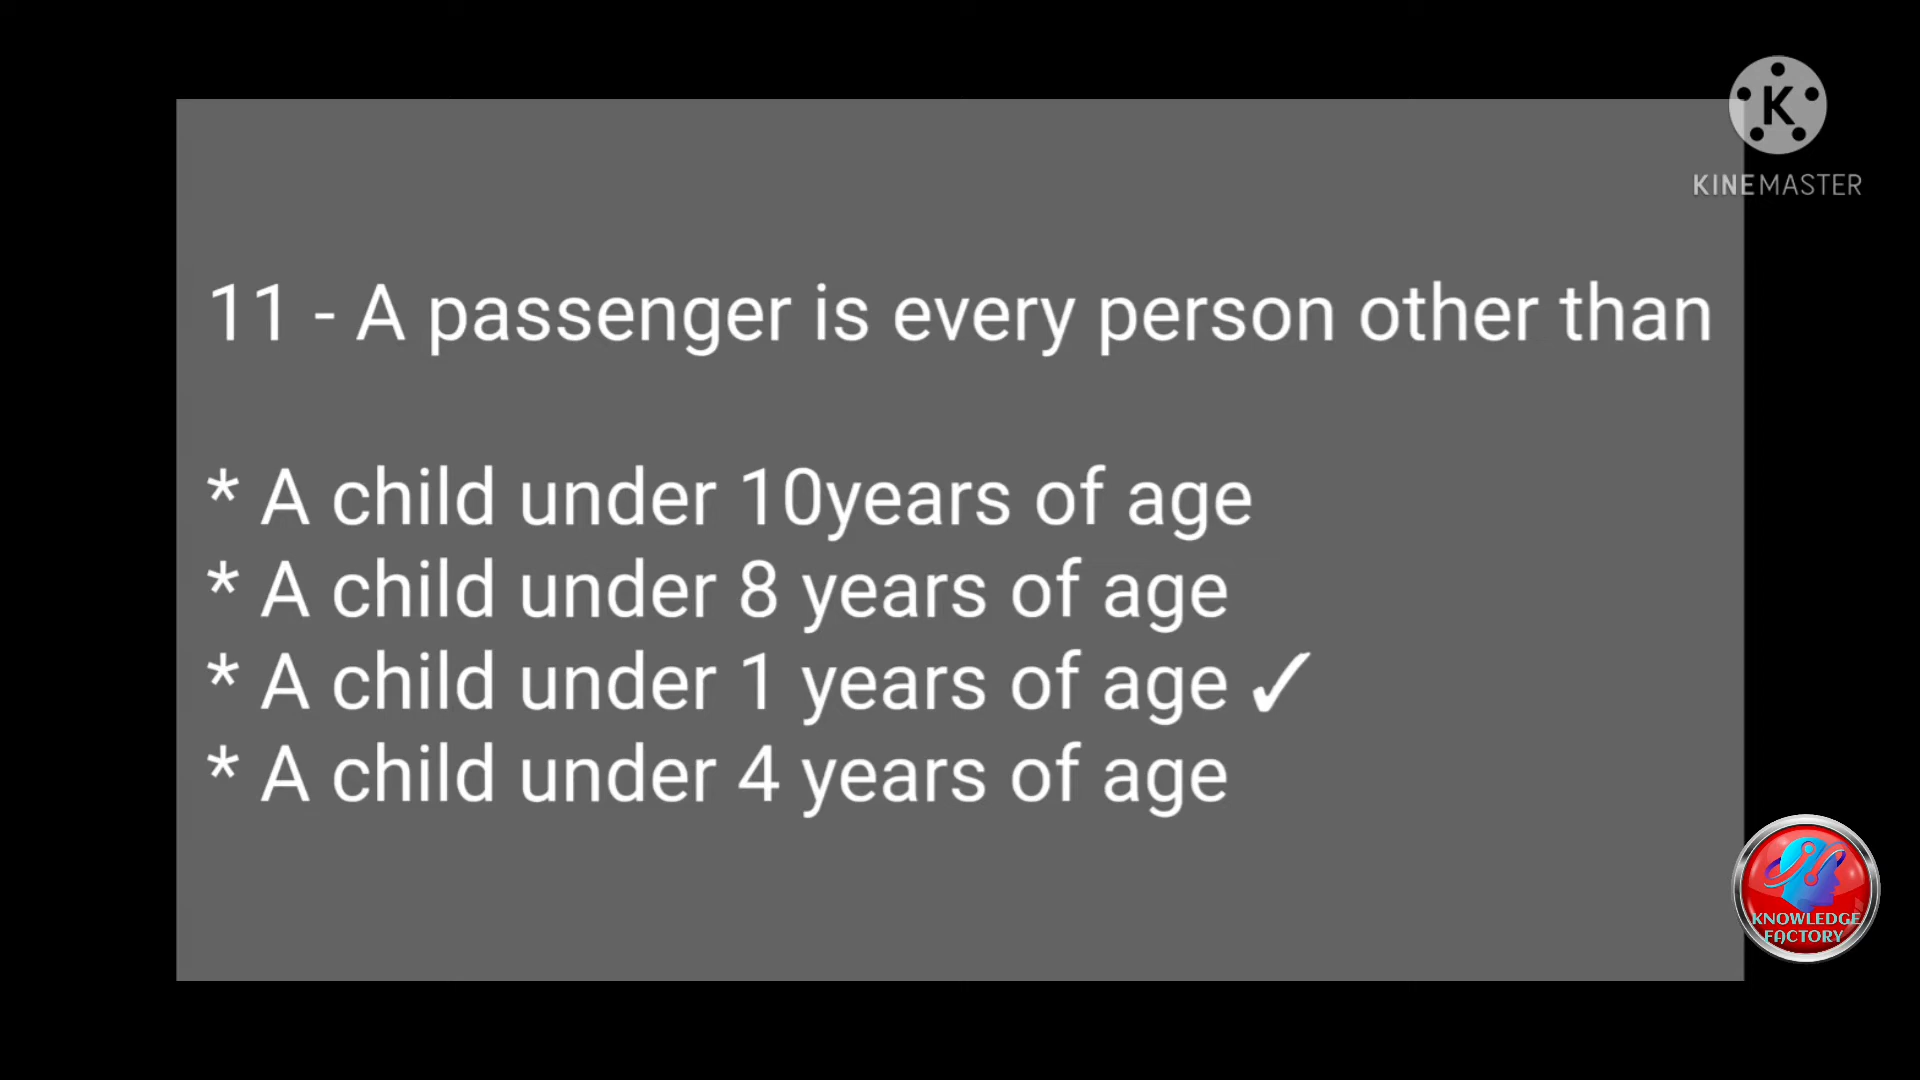 K
KINEMASTER
11 - A passenger is every person other than
* A child under 10years of age
* A child under 8 years of age
* A child under 1 years of age ✓
* A child under 4 years of age
KNOWLEDGE
FACTORY